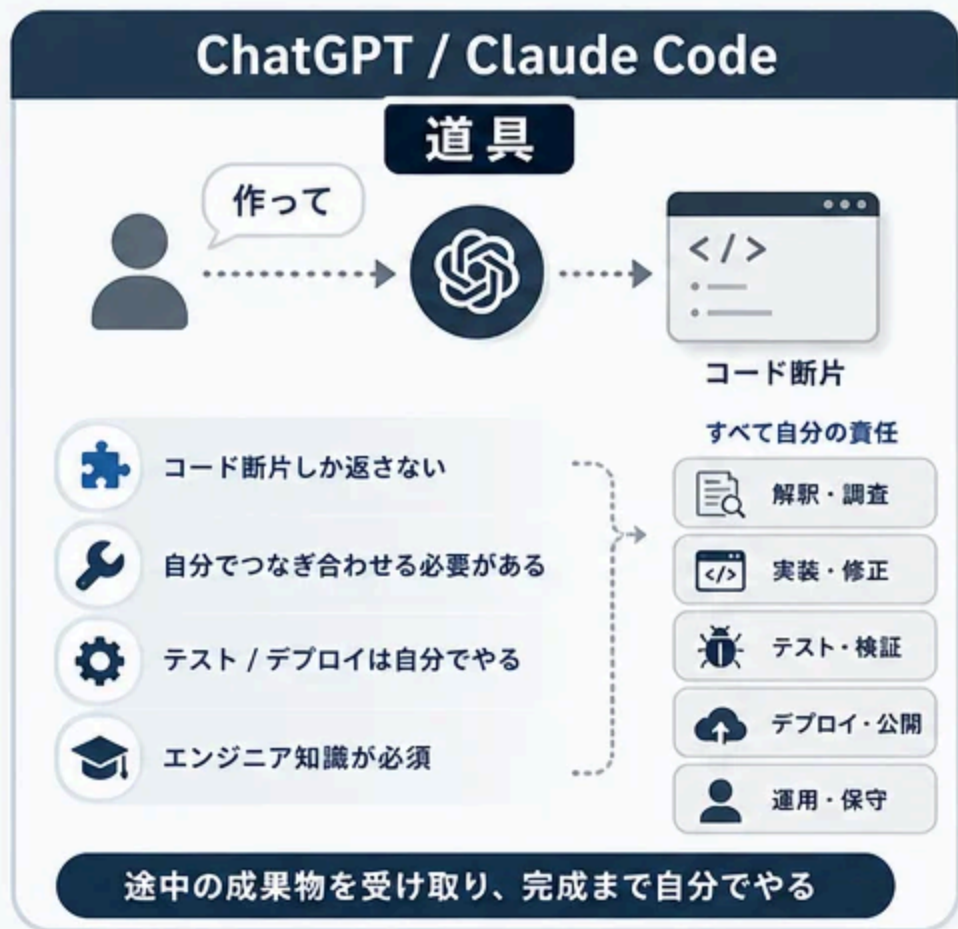 ChatGPT / Claude Code
道具
作って
</>
コード断片
コード断片しか返さない
自分でつなぎ合わせる必要がある
テスト / デプロイは自分でやる
エンジニア知識が必須
すべて自分の責任
解釈・調査
</>
実装・修正
テスト・検証
デプロイ・公開
運用・保守
途中の成果物を受け取り、完成まで自分でやる